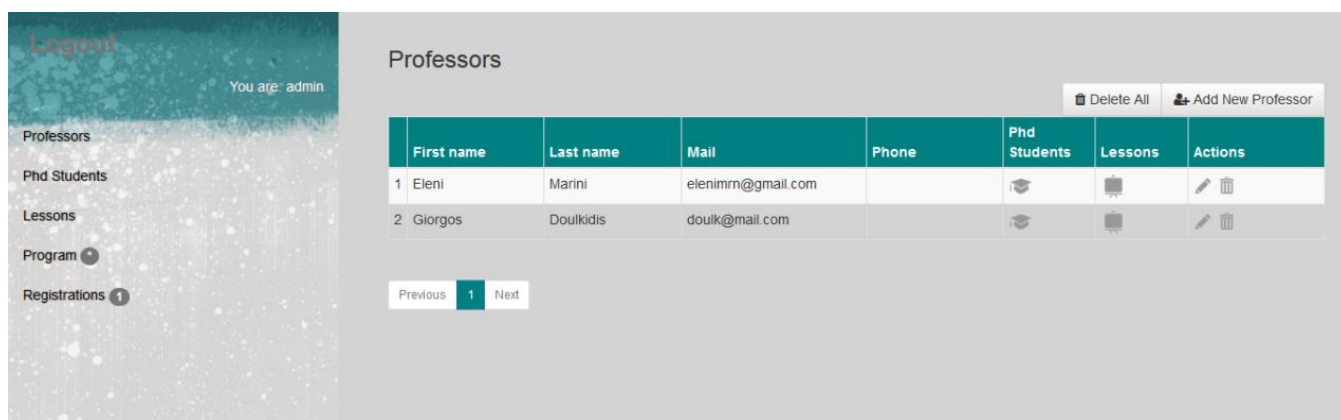 Logout
You are: admin
Professors
Phd Students
Lessons
Program *
Registrations 1
Professors
Delete All Add New Professor
First name Last name Mail Phone Phd Students Lessons Actions
1 Eleni Marini elenimrn@gmail.com
2 Giorgos Doulkidis doulk@mail.com
Previous 1 Next